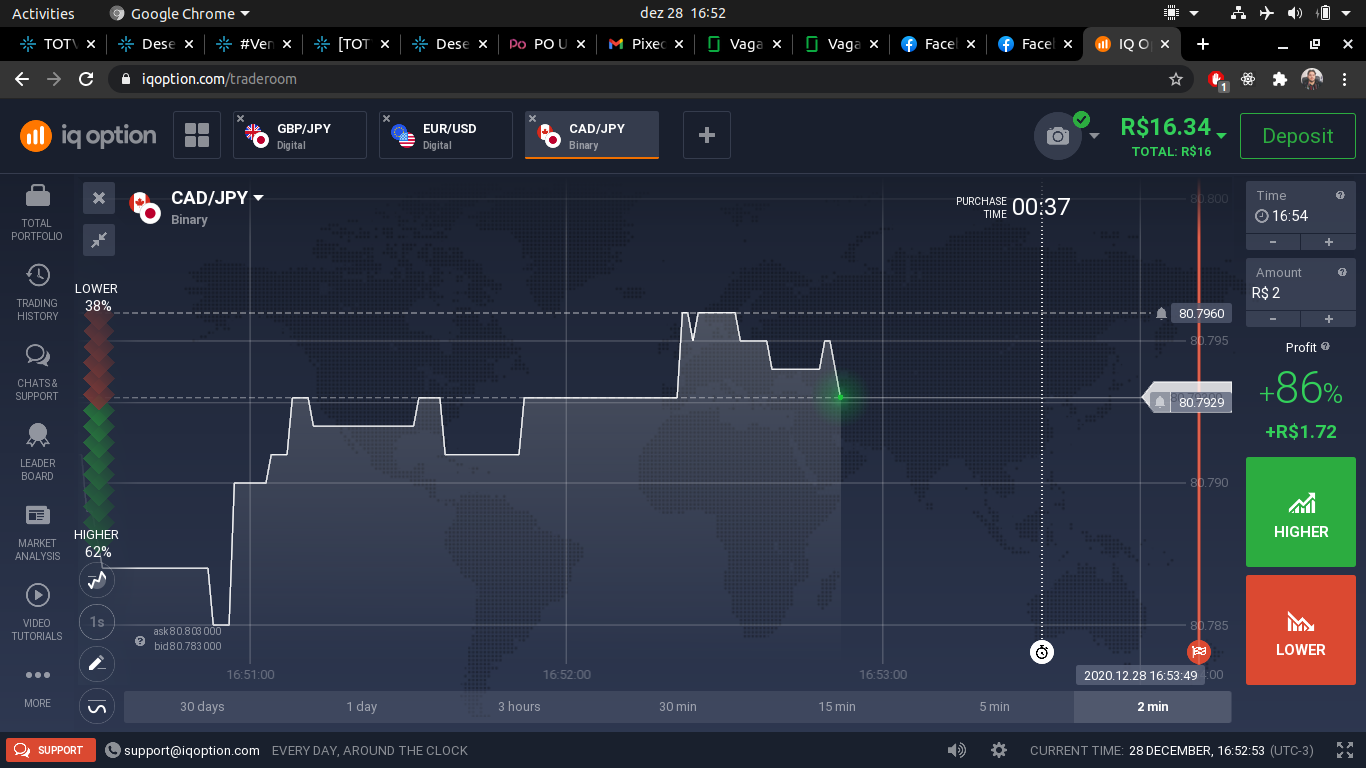 Activities
Google Chrome
dez 28 16:52
TOTV
Dese
#Ven
[TOT
Dese
PO U
Pixec
Vaga
Vaga
Facel
Facel
IQ O
iqoption.com/traderoom
1
iq option
GBP/JPY
Digital
EUR/USD
Digital
CAD/JPY
Binary
R$16.34
TOTAL: R$16
Deposit
TOTAL
PORTFOLIO
TRADING
HISTORY
CHATS &
SUPPORT
LEADER
BOARD
MARKET
ANALYSIS
VIDEO
TUTORIALS
MORE
CAD/JPY
Binary
LOWER
38%
HIGHER
62%
1s
ask 80.803000
bid 80.783000
PURCHASE
TIME
00:37
80.800
80.7960
80.795
80.7929
80.790
80.785
16:51:00
16:52:00
16:53:00
2020.12.28 16:53:49
:00
30 days
1 day
3 hours
30 min
15 min
5 min
2 min
Time
16:54
Amount
R$ 2
Profit
+86%
+R$1.72
HIGHER
LOWER
SUPPORT
support@iqoption.com
EVERY DAY, AROUND THE CLOCK
CURRENT TIME: 28 DECEMBER, 16:52:53 (UTC-3)